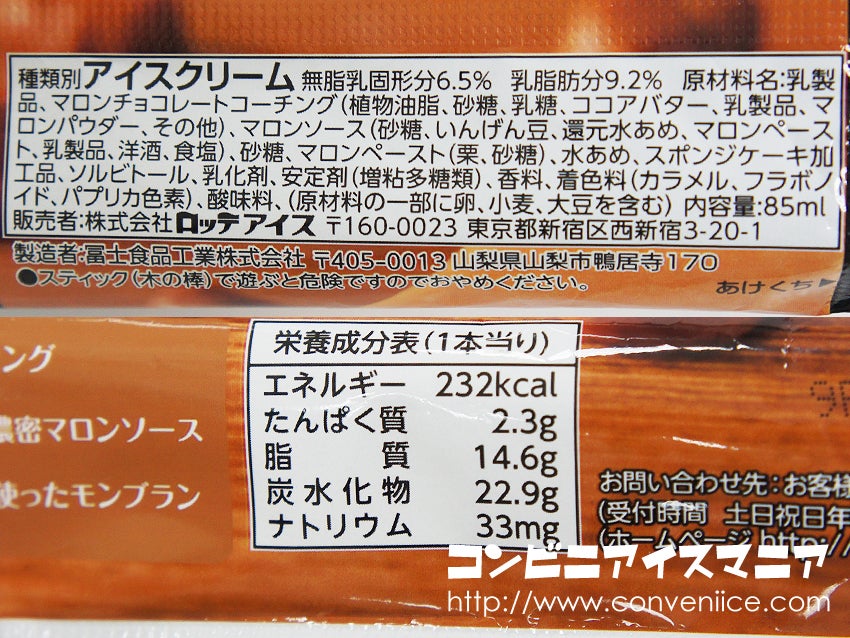 種類別アイスクリーム 無脂乳固形分6.5% 乳脂肪分9.2% 原材料名:乳製
品、マロンチョコレートコーチング(植物油脂、砂糖、乳糖、ココアバター、乳製品、マ
ロンパウダー、その他)、マロンソース(砂糖、いんげん豆、還元水あめ、マロンペース
ト、乳製品、洋酒、食塩)、砂糖、マロンペースト(栗、砂糖)、水あめ、スポンジケーキ加
工品、ソルビトール、乳化剤、安定剤(増粘多糖類)、香料、着色料(カラメル、フラボノ
イド、パプリカ色素)、酸味料、(原材料の一部に卵、小麦、大豆を含む) 内容量:85ml
販売者:株式会社ロッテアイス 〒160-0023 東京都新宿区西新宿3-20-1
製造者:冨士食品工業株式会社 〒405-0013 山梨県山梨市鴨居寺170
●スティック(木の棒)で遊ぶと危険ですのでおやめください。
あけくち▶
ング
濃密マロンソース
使ったモンブラン
栄養成分表(1本当り)
エネルギー 232kcal
たんぱく質 2.3g
脂質 14.6g
炭水化物 22.9g
ナトリウム 33mg
お問い合わせ先:お客様
(受付時間 土日祝日年
(ホームページ http://
コンビニアイスマニア
http://www.conveniice.com/